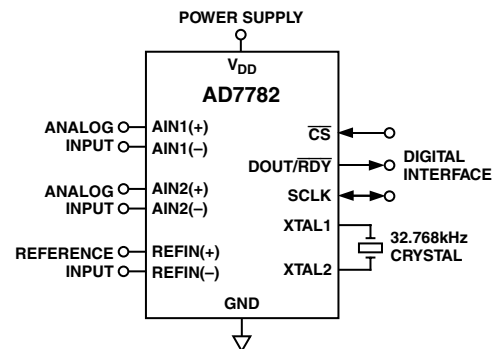 POWER SUPPLY
VDD
AD7782
ANALOG
INPUT
AIN1(+)
AIN1(–)
ANALOG
INPUT
AIN2(+)
AIN2(–)
REFERENCE
INPUT
REFIN(+)
REFIN(–)
CS
DOUT/RDY
SCLK
DIGITAL
INTERFACE
XTAL1
XTAL2
32.768kHz
CRYSTAL
GND